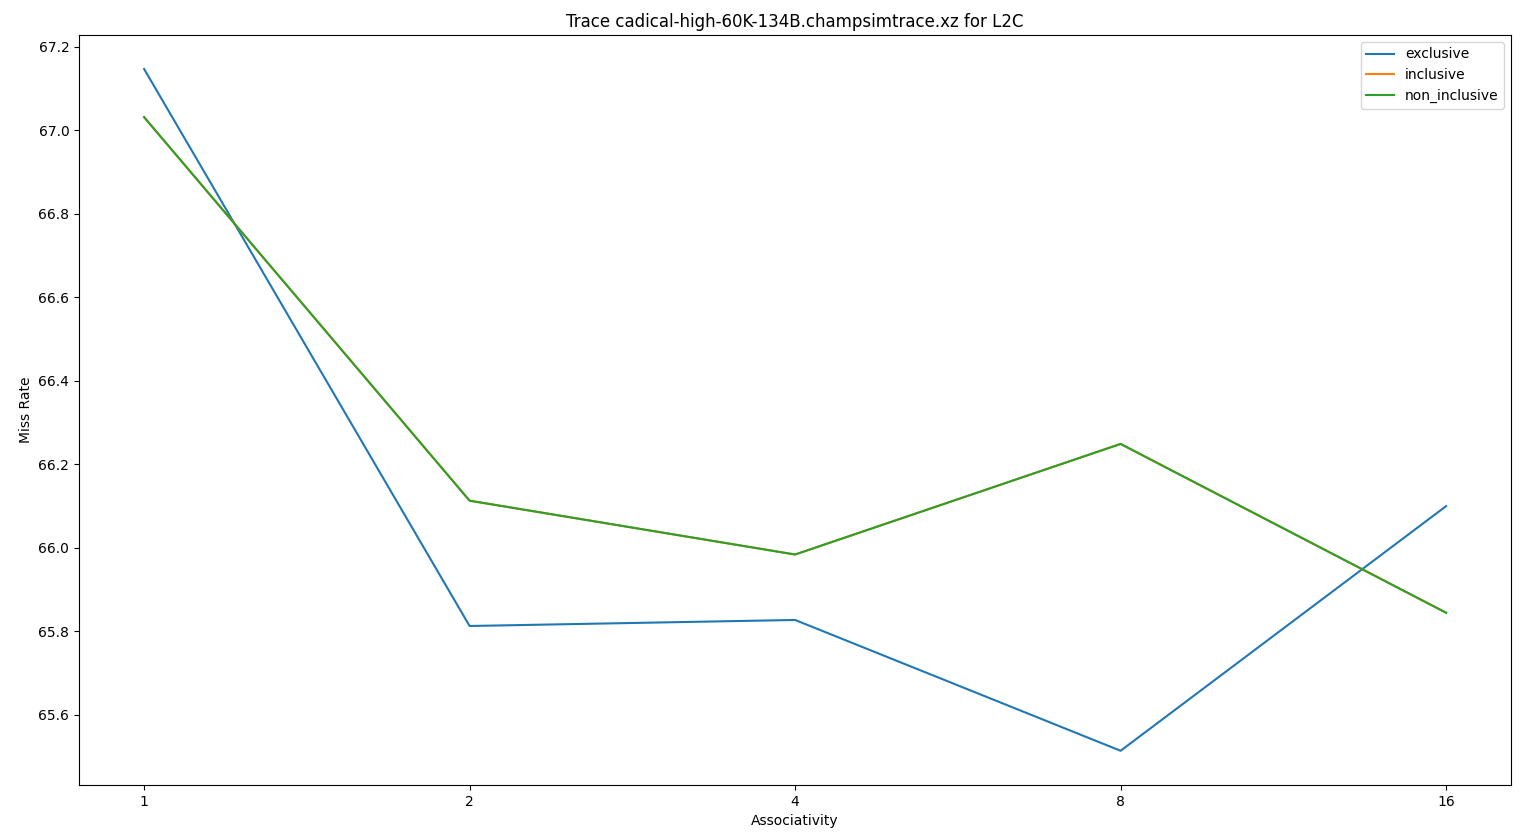 Trace cadical-high-60K-134B.champsimtrace.xz for L2C
exclusive
inclusive
non_inclusive
67.2
67.0
66.8
66.6
66.4
66.2
66.0
65.8
65.6
Miss Rate
1 2 4 8 16
Associativity